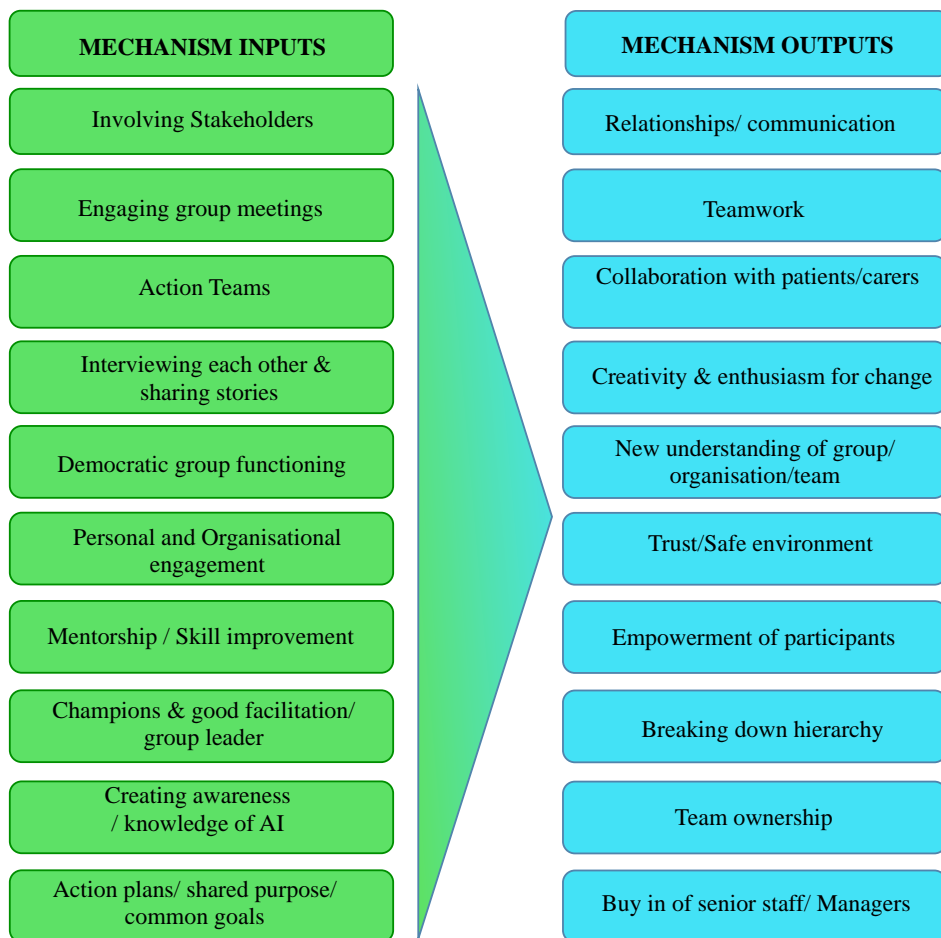 MECHANISM INPUTS
Involving Stakeholders
Engaging group meetings
Action Teams
Interviewing each other &
sharing stories
Democratic group functioning
Personal and Organisational
engagement
Mentorship / Skill improvement
Champions & good facilitation/
group leader
Creating awareness
/ knowledge of AI
Action plans/ shared purpose/
common goals
MECHANISM OUTPUTS
Relationships/ communication
Teamwork
Collaboration with patients/carers
Creativity & enthusiasm for change
New understanding of group/
organisation/team
Trust/Safe environment
Empowerment of participants
Breaking down hierarchy
Team ownership
Buy in of senior staff/ Managers